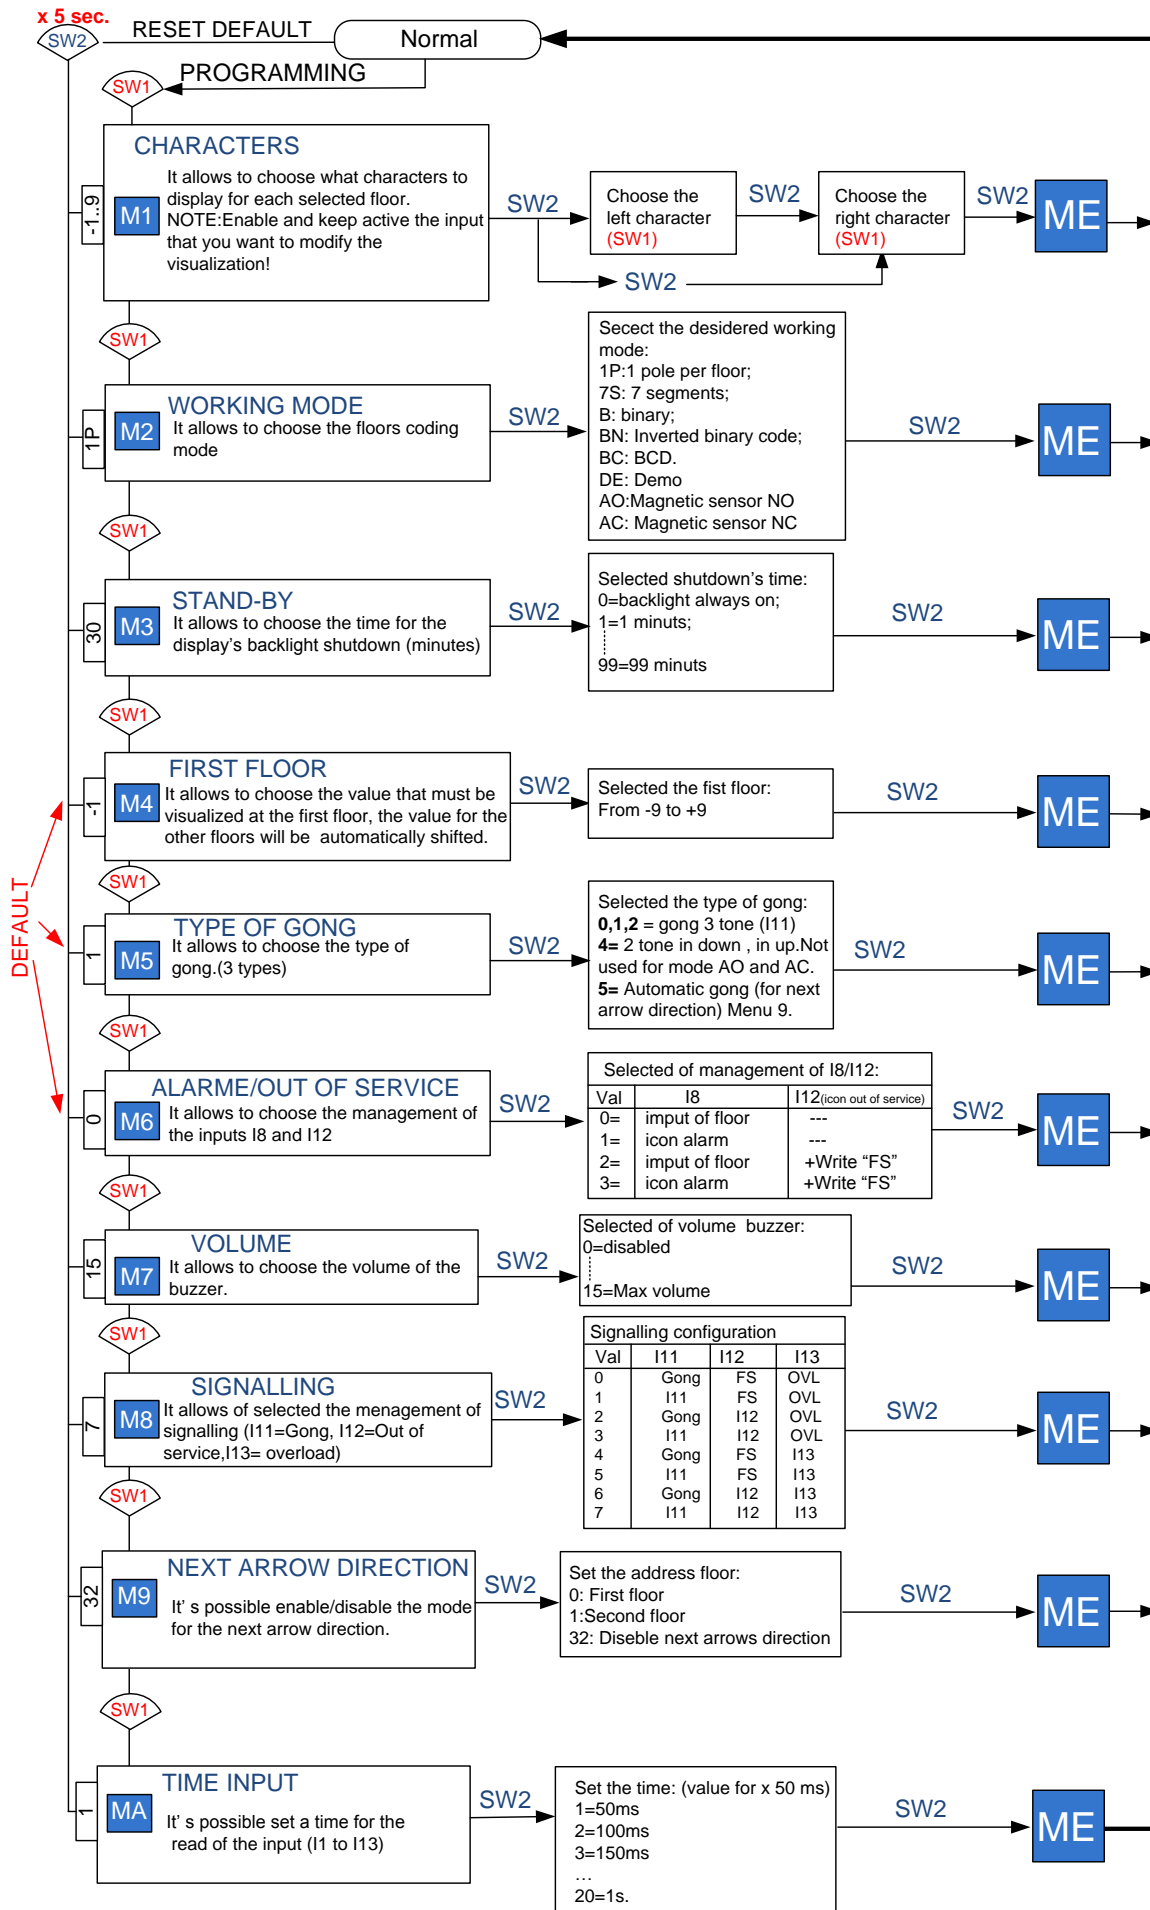 x 5 sec.
SW2
RESET DEFAULT
Normal
PROGRAMMING
SW1
CHARACTERS
-1..9
M1
It allows to choose what characters to
display for each selected floor.
NOTE:Enable and keep active the input
that you want to modify the
visualization!
SW2
Choose the
left character
(SW1)
SW2
Choose the
right character
(SW1)
SW2
ME
SW2
SW1
WORKING MODE
1P
M2
It allows to choose the floors coding
mode
SW2
Secect the desidered working
mode:
1P:1 pole per floor;
7S: 7 segments;
B: binary;
BN: Inverted binary code;
BC: BCD.
DE: Demo
AO:Magnetic sensor NO
AC: Magnetic sensor NC
SW2
ME
SW1
STAND-BY
30
M3
It allows to choose the time for the
display's backlight shutdown (minutes)
SW2
Selected shutdown's time:
0=backlight always on;
1=1 minuts;
99=99 minuts
SW2
ME
SW1
FIRST FLOOR
-1
M4
It allows to choose the value that must be
visualized at the first floor, the value for the
other floors will be  automatically shifted.
SW2
Selected the fist floor:
From -9 to +9
SW2
ME
DEFAULT
SW1
TYPE OF GONG
1
M5
It allows to choose the type of
gong.(3 types)
SW2
Selected the type of gong:
0,1,2 = gong 3 tone (I11)
4= 2 tone in down , in up.Not
used for mode AO and AC.
5= Automatic gong (for next
arrow direction) Menu 9.
SW2
ME
SW1
ALARME/OUT OF SERVICE
0
M6
It allows to choose the management of
the inputs I8 and I12
SW2
Selected of management of I8/I12:
Val I8 I12(icon out of service)
0= imput of floor ---
1= icon alarm ---
2= imput of floor +Write "FS"
3= icon alarm +Write "FS"
SW2
ME
SW1
VOLUME
15
M7
It allows to choose the volume of the
buzzer.
SW2
Selected of volume  buzzer:
0=disabled
15=Max volume
SW2
ME
SW1
SIGNALLING
7
M8
It allows of selected the menagement of
signalling (I11=Gong, I12=Out of
service,I13= overload)
SW2
Signalling configuration
Val I11 I12 I13
0 Gong FS OVL
1 I11 FS OVL
2 Gong I12 OVL
3 I11 I12 OVL
4 Gong FS I13
5 I11 FS I13
6 Gong I12 I13
7 I11 I12 I13
SW2
ME
SW1
NEXT ARROW DIRECTION
32
M9
It' s possible enable/disable the mode
for the next arrow direction.
SW2
Set the address floor:
0: First floor
1:Second floor
32: Diseble next arrows direction
SW2
ME
SW1
TIME INPUT
1
MA
It' s possible set a time for the
read of the input (I1 to I13)
SW2
Set the time: (value for x 50 ms)
1=50ms
2=100ms
3=150ms
...
20=1s.
SW2
ME